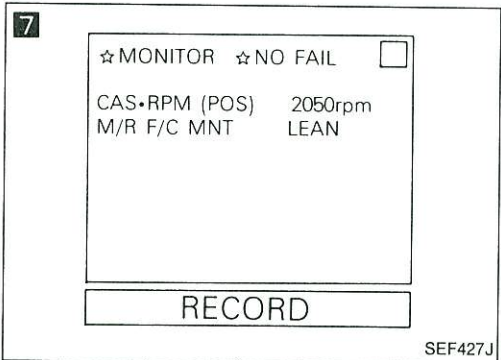 7
☆MONITOR ☆NO FAIL
CAS•RPM (POS) 2050rpm
M/R F/C MNT LEAN
RECORD
SEF427J